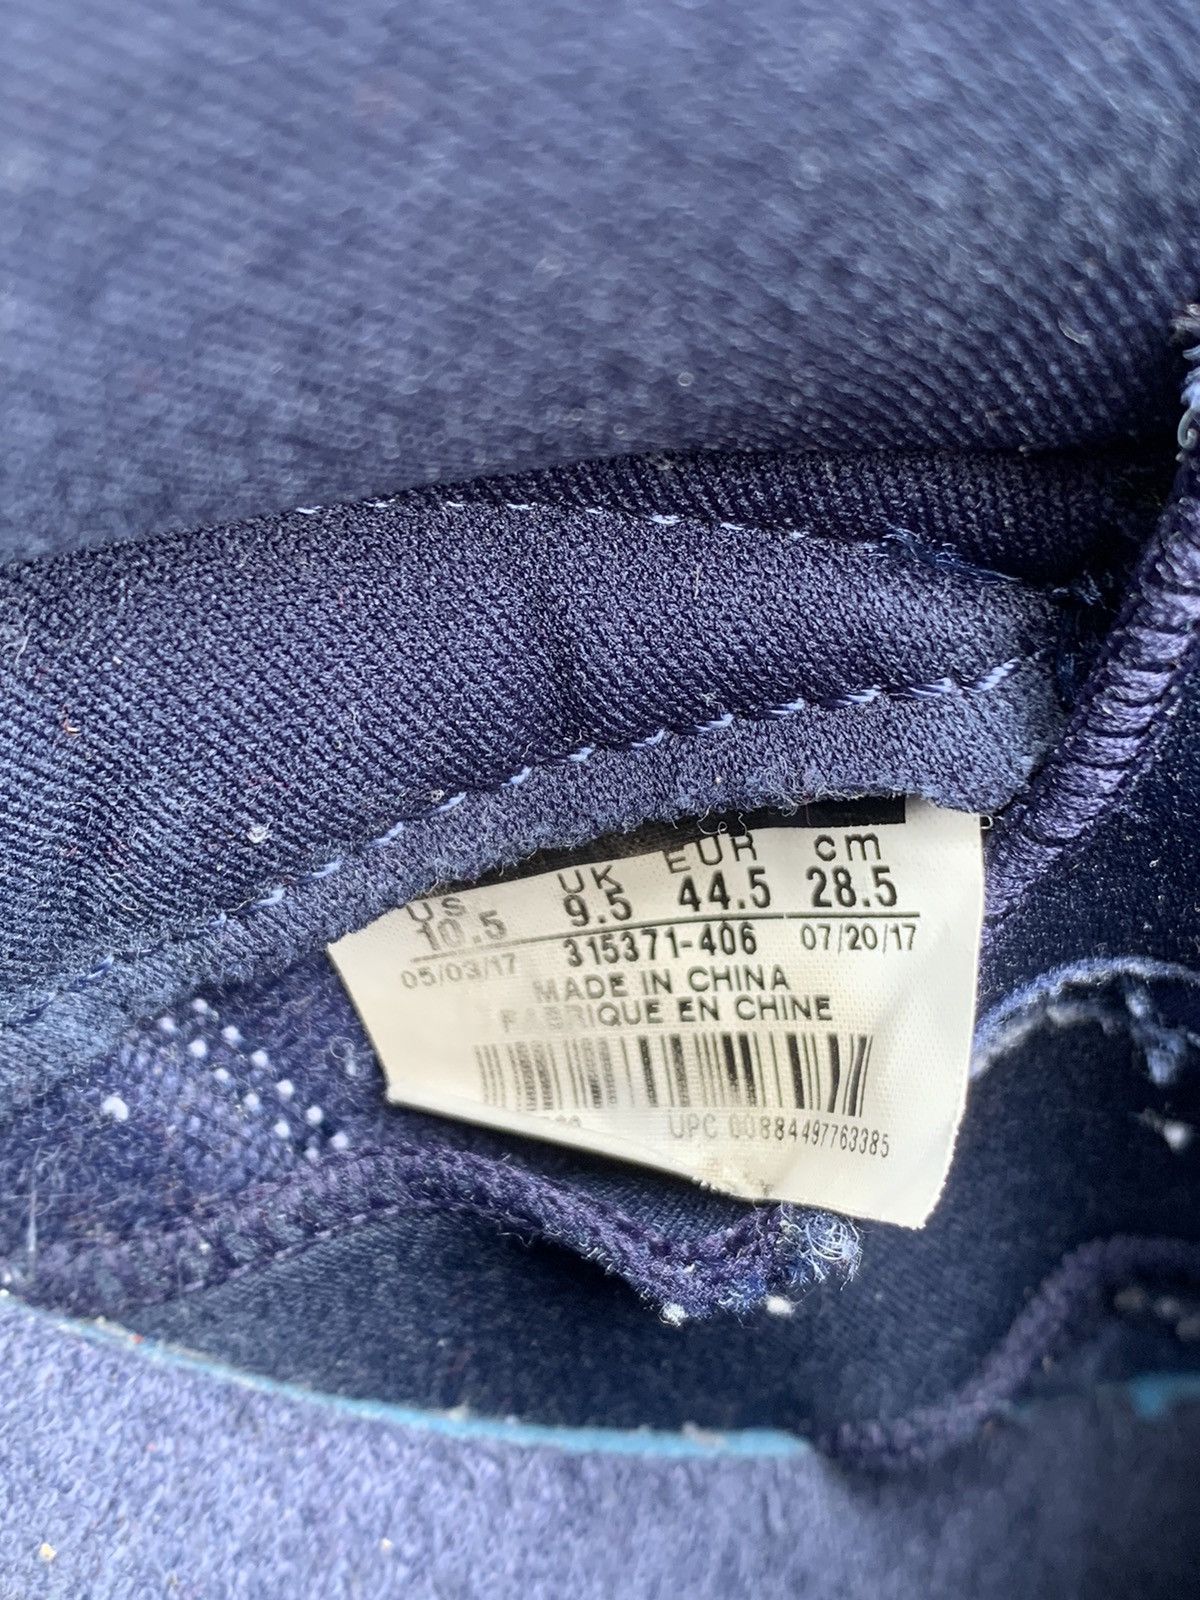 US UK EUR cm
10.5 9.5 44.5 28.5
05/03/17 315371-406 07/20/17
MADE IN CHINA
FABRIQUE EN CHINE
UPC 00884497763385